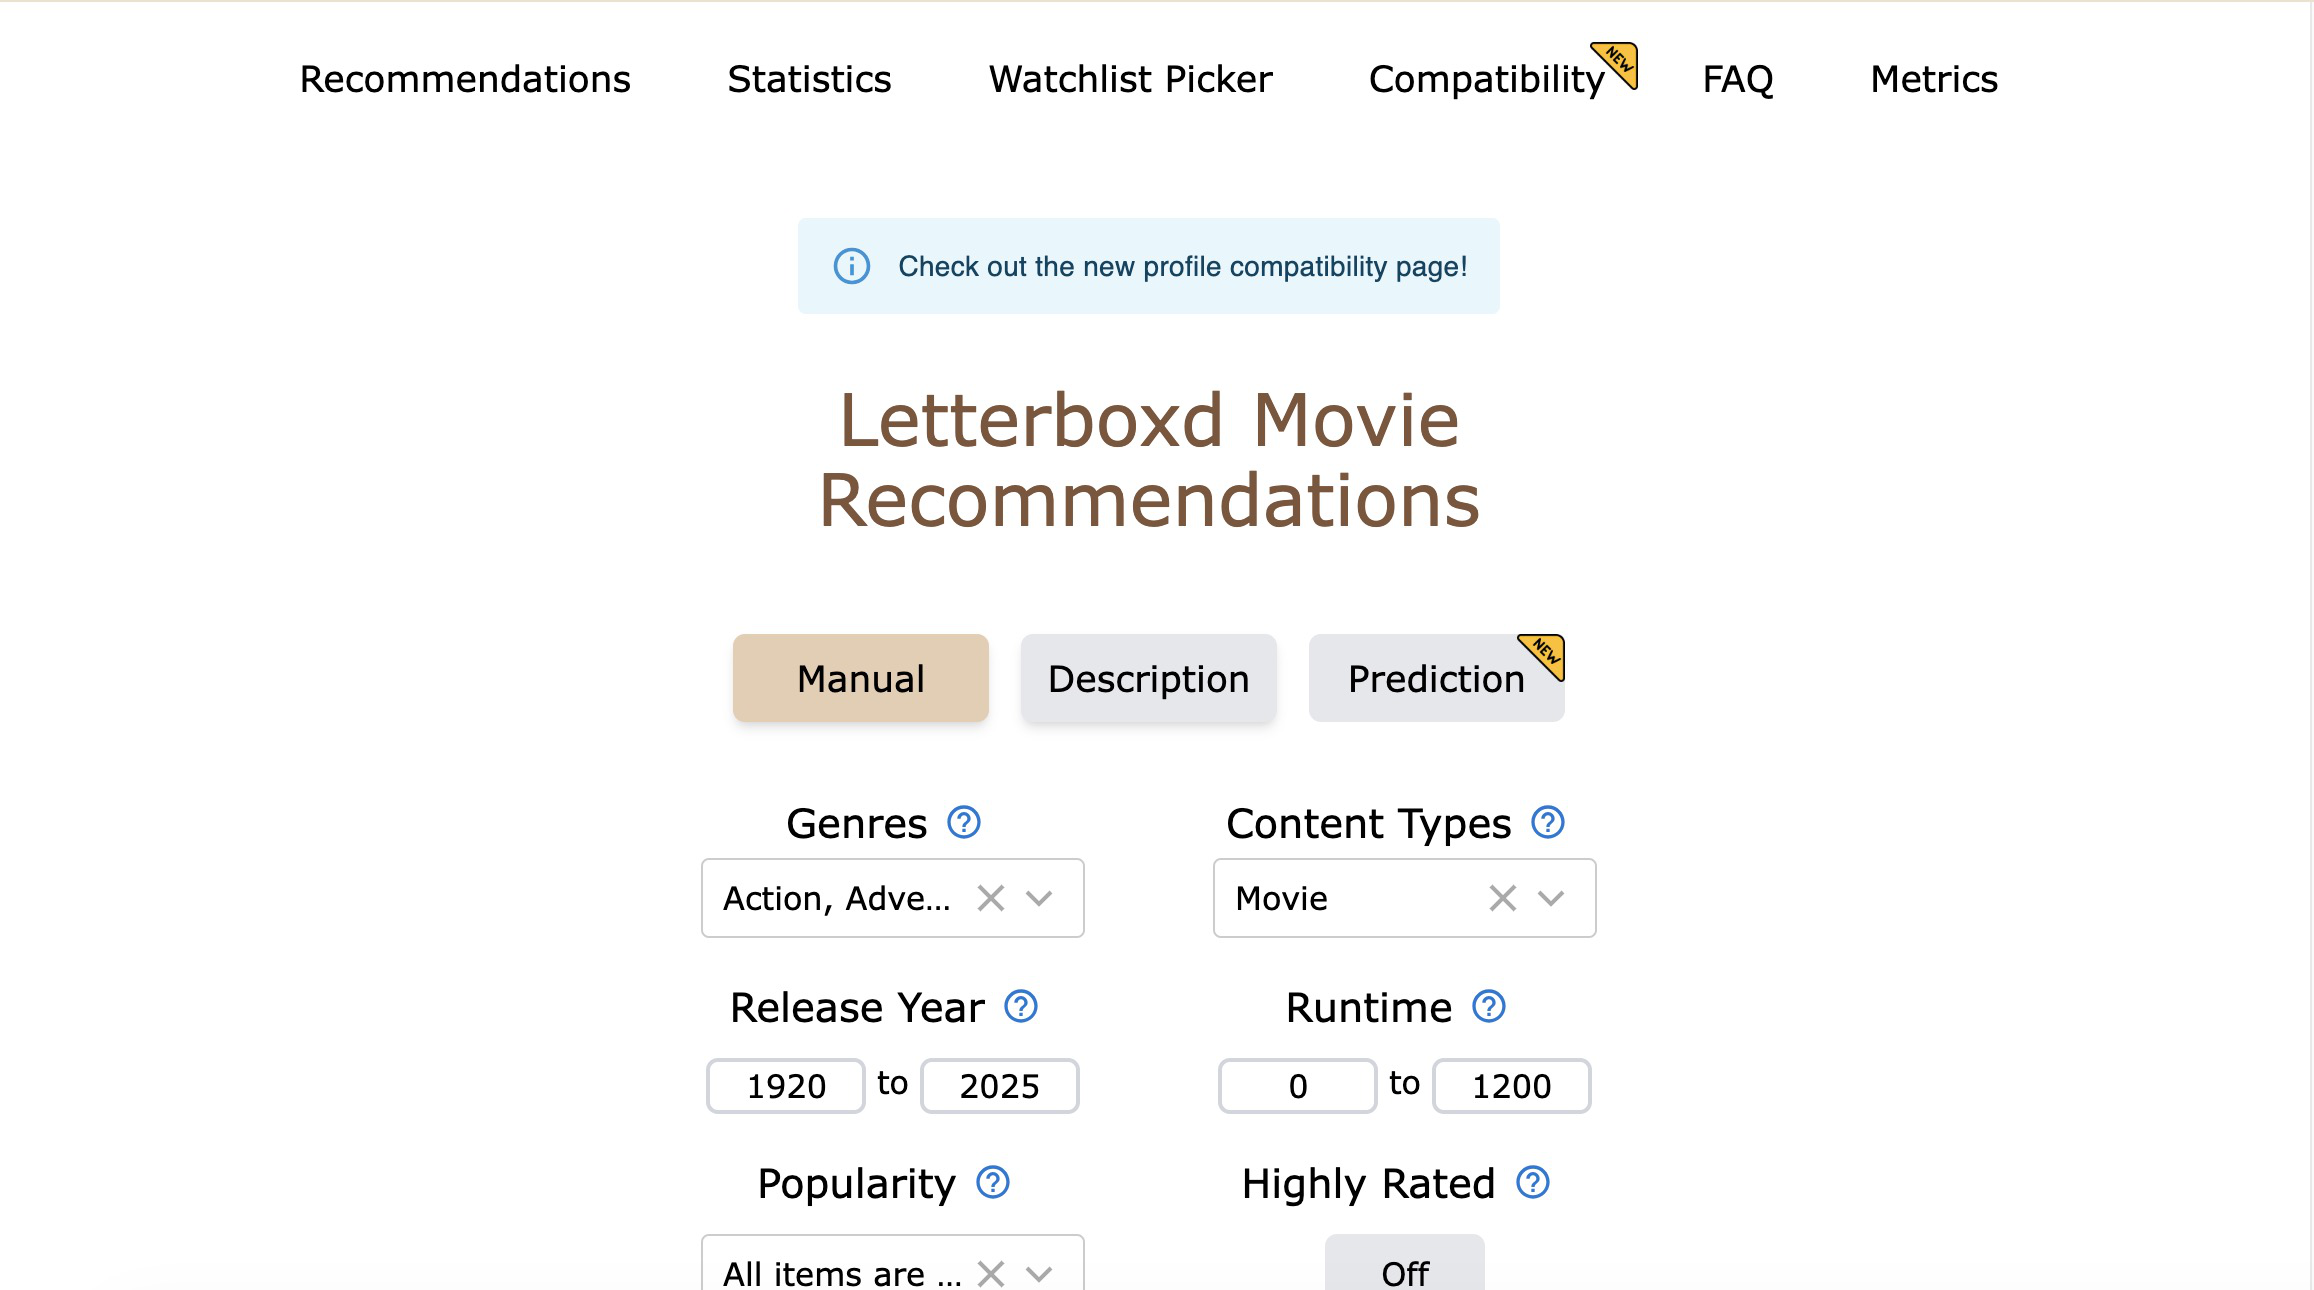 Recommendations Statistics Watchlist Picker Compatibility NEW FAQ Metrics
Check out the new profile compatibility page!
Letterboxd Movie
Recommendations
Manual Description Prediction NEW
Genres ? Content Types ?
Action, Adve... Movie
Release Year ? Runtime ?
1920 to 2025 0 to 1200
Popularity ? Highly Rated ?
All items are ... Off